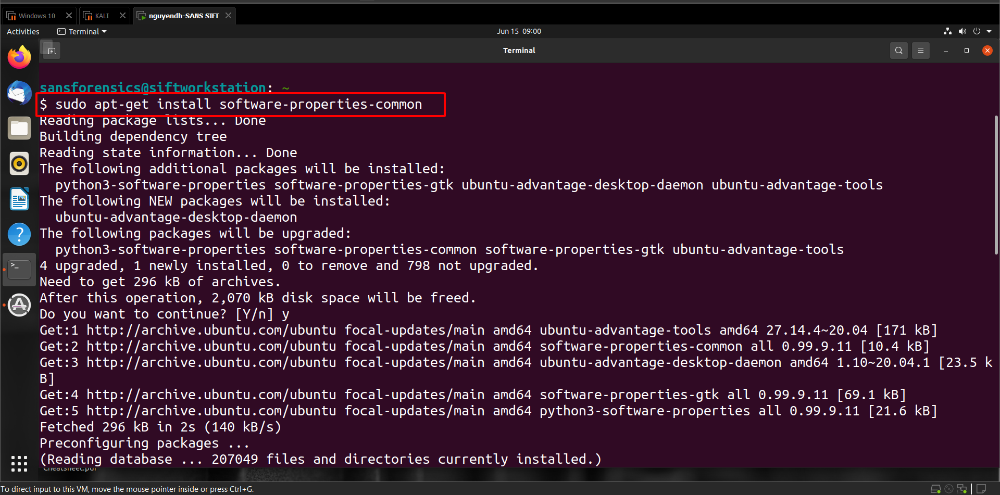 Windows 10
KALI
nguyendh-SANS SIFT
Activities
Terminal
Jun 15 09:00
Terminal
sansforensics@siftworkstation: ~
$ sudo apt-get install software-properties-common
Reading package lists... Done
Building dependency tree
Reading state information... Done
The following additional packages will be installed:
python3-software-properties software-properties-gtk ubuntu-advantage-desktop-daemon ubuntu-advantage-tools
The following NEW packages will be installed:
ubuntu-advantage-desktop-daemon
The following packages will be upgraded:
python3-software-properties software-properties-common software-properties-gtk ubuntu-advantage-tools
4 upgraded, 1 newly installed, 0 to remove and 798 not upgraded.
Need to get 296 kB of archives.
After this operation, 2,070 kB disk space will be freed.
Do you want to continue? [Y/n] y
Get:1 http://archive.ubuntu.com/ubuntu focal-updates/main amd64 ubuntu-advantage-tools amd64 27.14.4~20.04 [171 kB]
Get:2 http://archive.ubuntu.com/ubuntu focal-updates/main amd64 software-properties-common all 0.99.9.11 [10.4 kB]
Get:3 http://archive.ubuntu.com/ubuntu focal-updates/main amd64 ubuntu-advantage-desktop-daemon amd64 1.10~20.04.1 [23.5 k
B]
Get:4 http://archive.ubuntu.com/ubuntu focal-updates/main amd64 software-properties-gtk all 0.99.9.11 [69.1 kB]
Get:5 http://archive.ubuntu.com/ubuntu focal-updates/main amd64 python3-software-properties all 0.99.9.11 [21.6 kB]
Fetched 296 kB in 2s (140 kB/s)
Preconfiguring packages ...
(Reading database ... 207049 files and directories currently installed.)
Cheatsheet.pdf
To direct input to this VM, move the mouse pointer inside or press Ctrl+G.